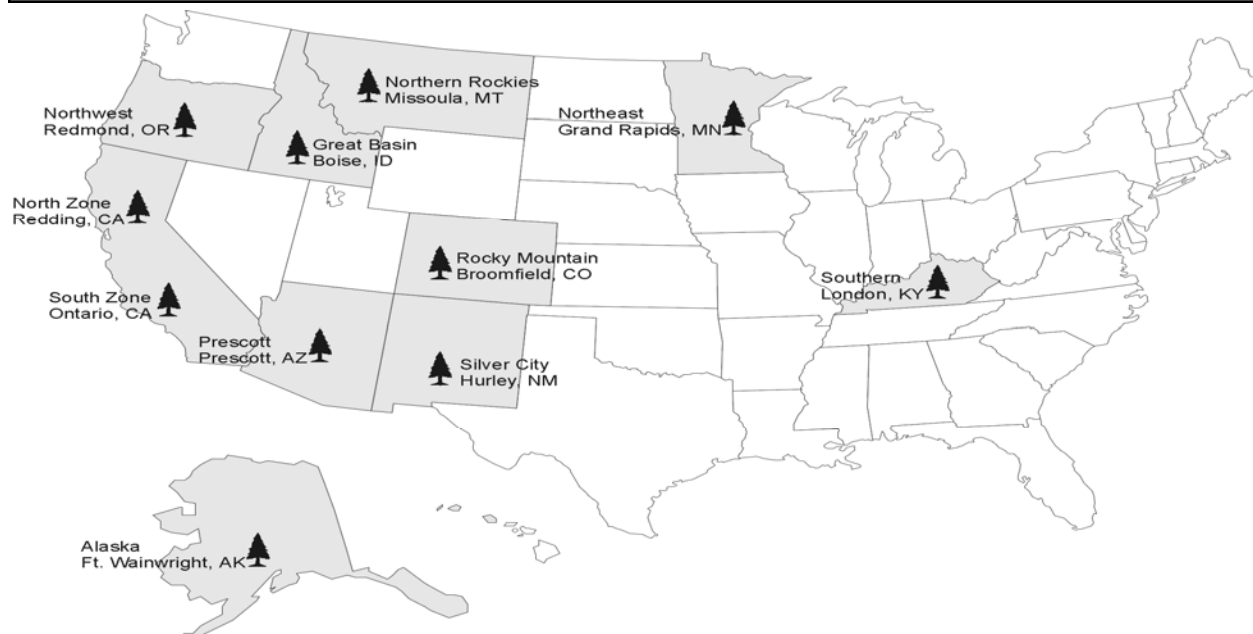 Northern Rockies
Missoula, MT
Northwest
Redmond, OR
Northeast
Grand Rapids, MN
Great Basin
Boise, ID
North Zone
Redding, CA
Rocky Mountain
Broomfield, CO
Southern
London, KY
South Zone
Ontario, CA
Prescott
Prescott, AZ
Silver City
Hurley, NM
Alaska
Ft. Wainwright, AK